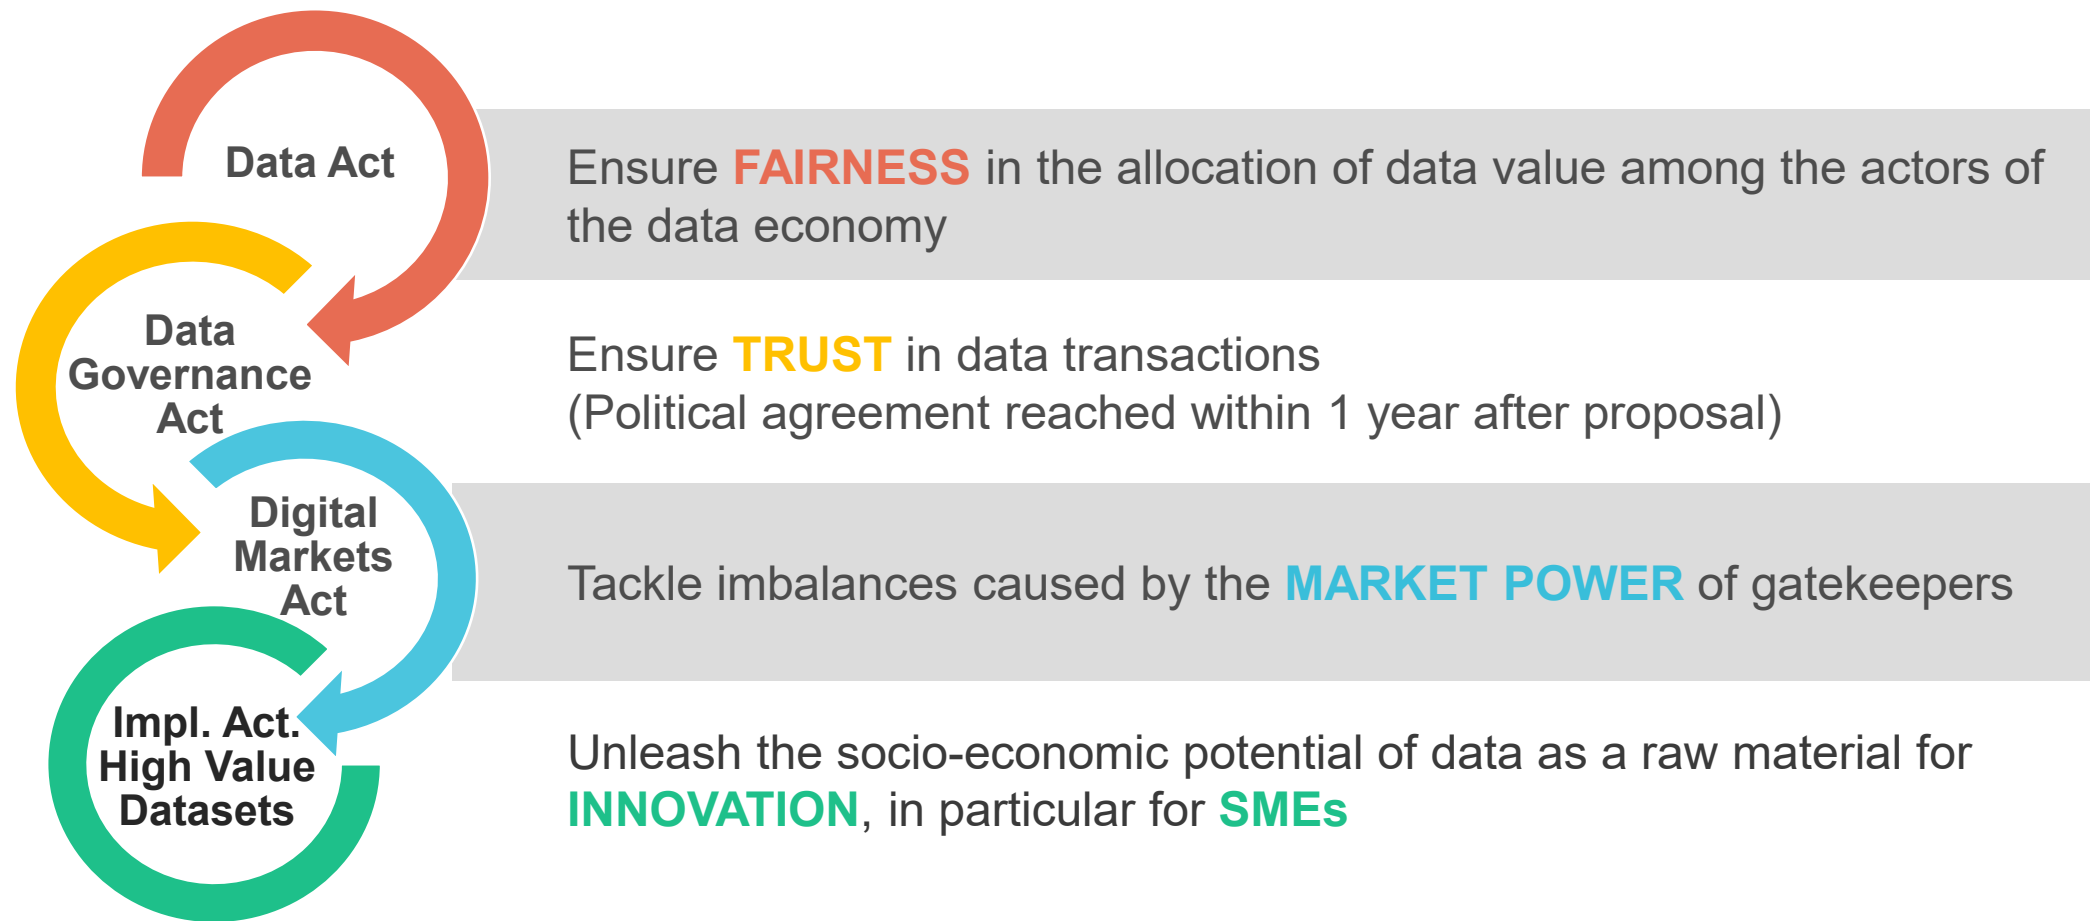 Data Act
Ensure FAIRNESS in the allocation of data value among the actors of
the data economy
Data
Governance
Act
Ensure TRUST in data transactions
(Political agreement reached within 1 year after proposal)
Digital
Markets
Act
Tackle imbalances caused by the MARKET POWER of gatekeepers
Impl. Act.
High Value
Datasets
Unleash the socio-economic potential of data as a raw material for
INNOVATION, in particular for SMEs